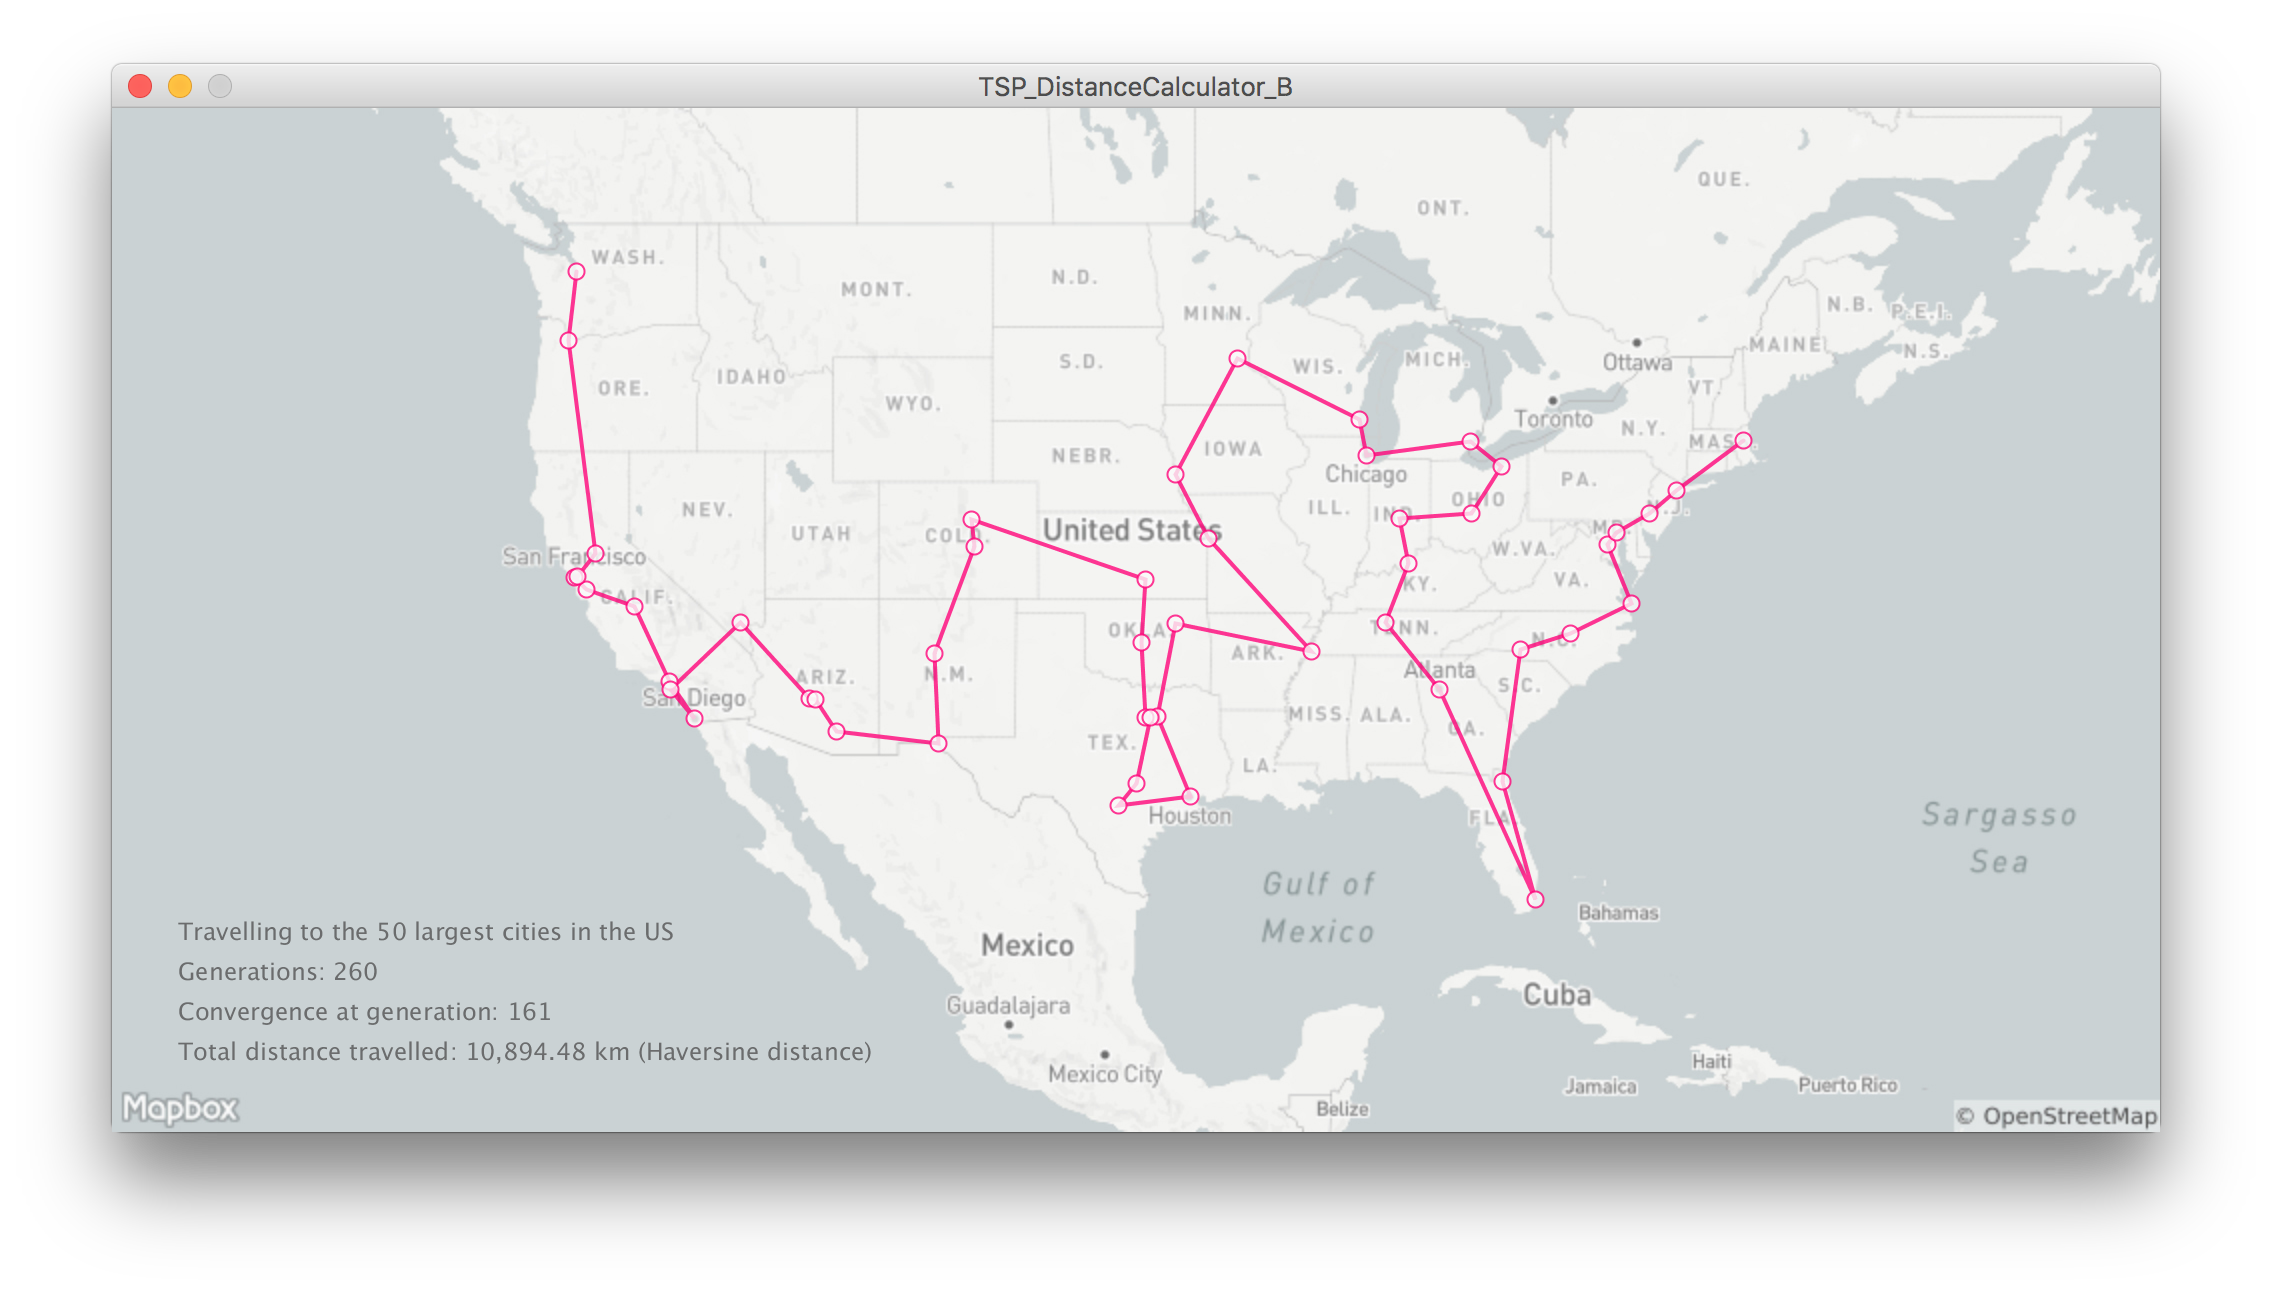 TSP_DistanceCalculator_B
QUE.
ONT.
WASH.
N.D.
MONT.
MINN.
N.B.
P.E.I.
MAINE
N.S.
Ottawa
WIS.
MICH.
S.D.
IDAHO
ORE.
VT.
WYO.
Toronto
N.Y.
MASS.
IOWA
NEBR.
Chicago
PA.
OHIO
N.J.
ILL.
IND.
NEV.
UTAH
COLO.
United States
MD.
W.VA.
San Francisco
VA.
KY.
CALIF.
OKLA.
TENN.
N.C.
ARK.
Atlanta
ARIZ.
N.M.
S.C.
San Diego
MISS.
ALA.
GA.
TEX.
LA.
Houston
FLA.
Sargasso
Sea
Gulf of
Mexico
Bahamas
Travelling to the 50 largest cities in the US
Mexico
Generations: 260
Cuba
Guadalajara
Convergence at generation: 161
Total distance travelled: 10,894.48 km (Haversine distance)
Haiti
Mexico City
Jamaica
Puerto Rico
Belize
Mapbox
© OpenStreetMap